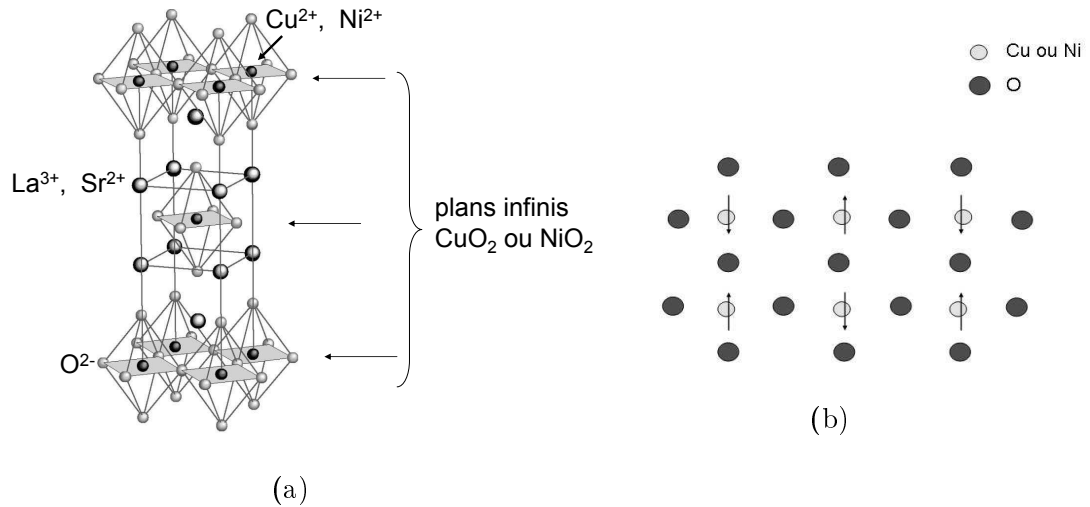 Cu²⁺, Ni²⁺
La³⁺, Sr²⁺
plans infinis
CuO₂ ou NiO₂
O²⁻
(a)
Cu ou Ni
O
(b)